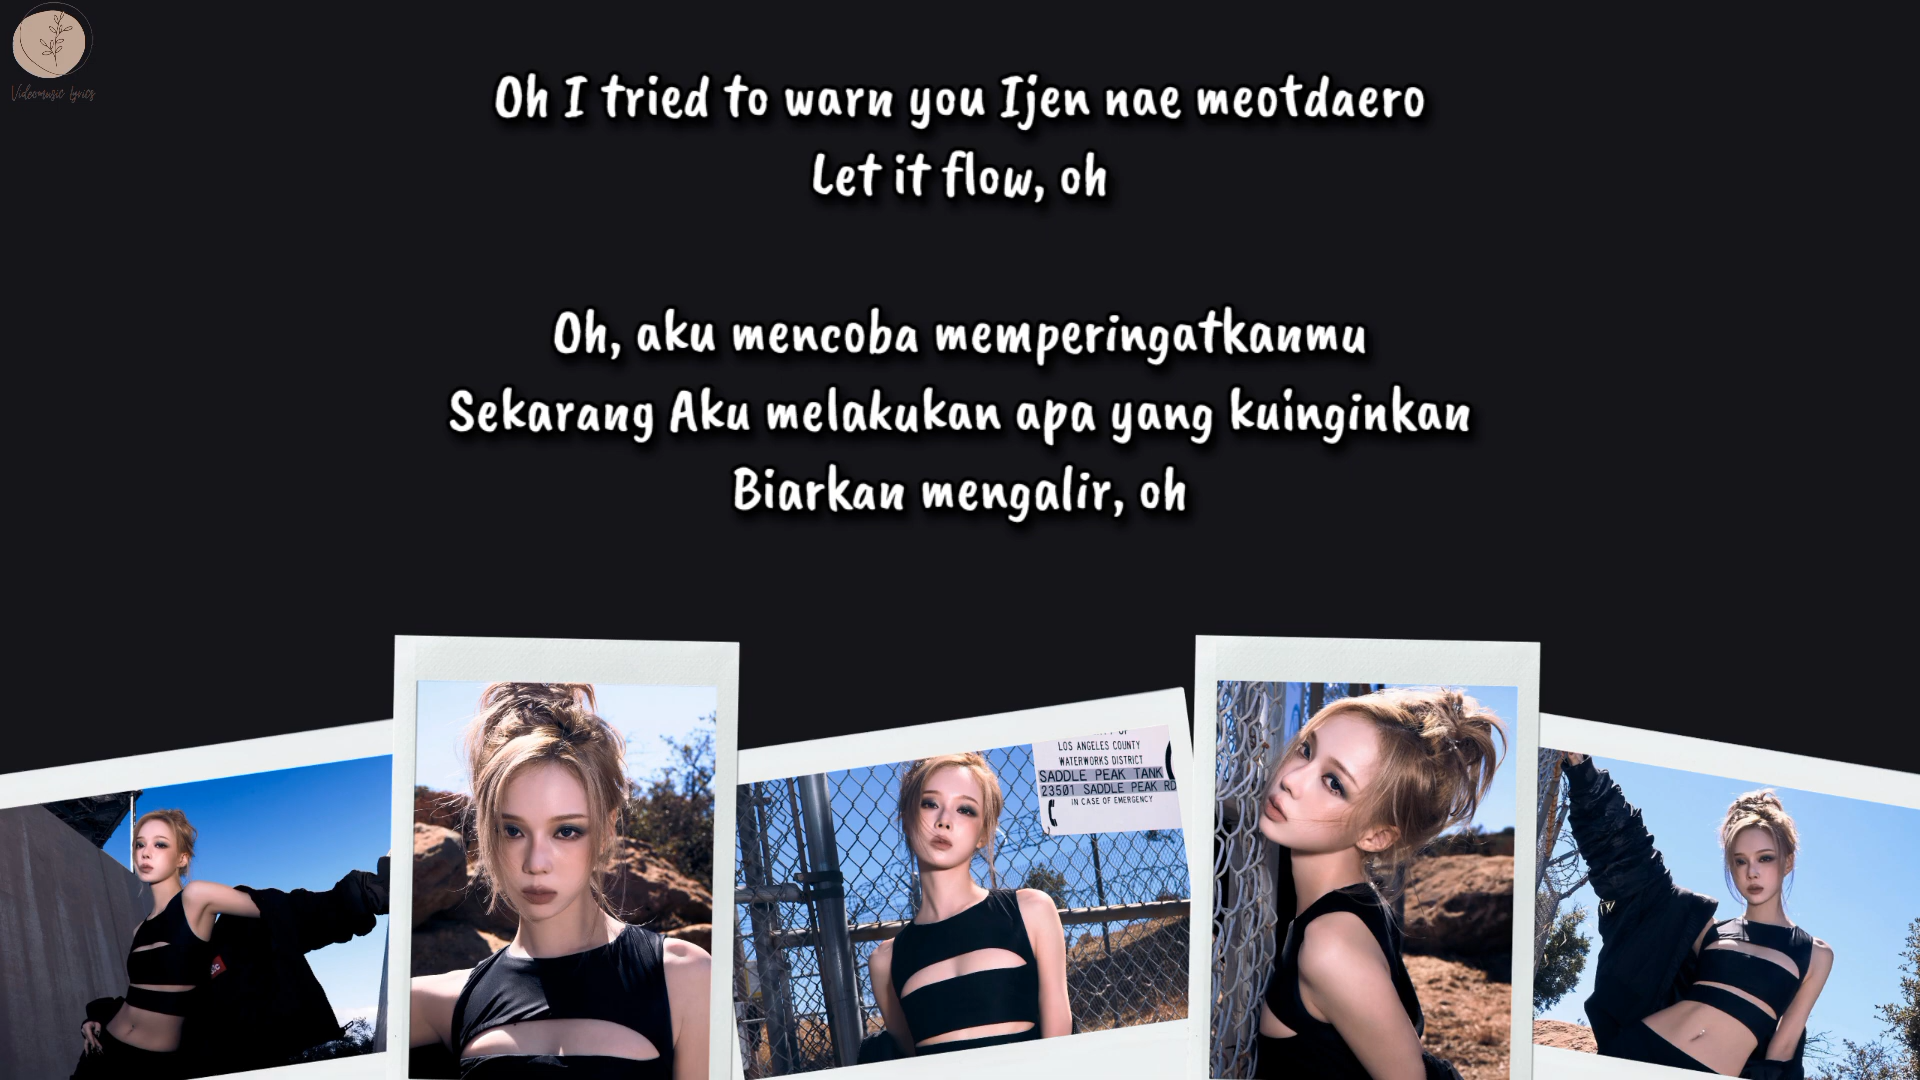 Videomusic lyrics
Oh I tried to warn you Ijen nae meotdaero
Let it flow, oh
Oh, aku mencoba memperingatkanmu
Sekarang Aku melakukan apa yang kuinginkan
Biarkan mengalir, oh
LOS ANGELES COUNTY
WATERWORKS DISTRICT
SADDLE PEAK TANK
23501 SADDLE PEAK RD
IN CASE OF EMERGENCY